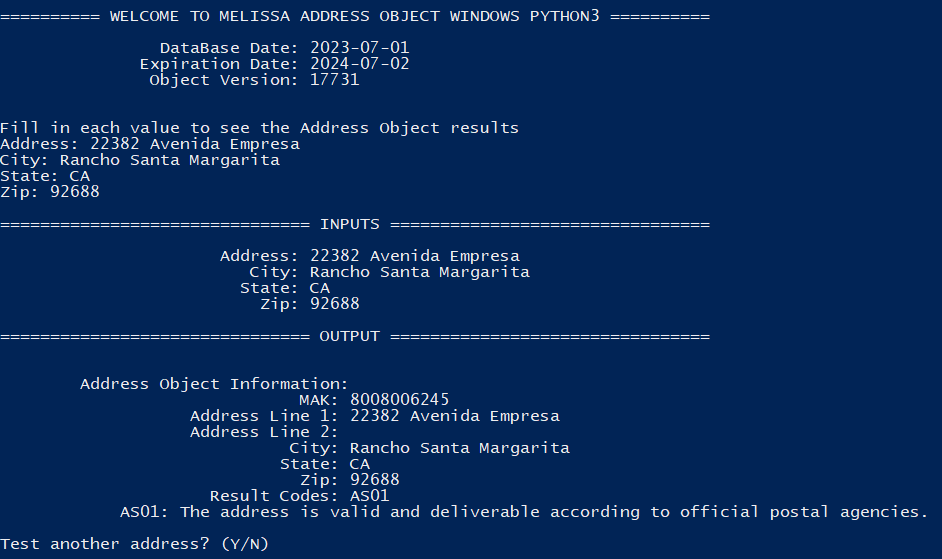 ========== WELCOME TO MELISSA ADDRESS OBJECT WINDOWS PYTHON3 ==========
DataBase Date: 2023-07-01
Expiration Date: 2024-07-02
Object Version: 17731
Fill in each value to see the Address Object results
Address: 22382 Avenida Empresa
City: Rancho Santa Margarita
State: CA
Zip: 92688
=============================== INPUTS ================================
Address: 22382 Avenida Empresa
City: Rancho Santa Margarita
State: CA
Zip: 92688
=============================== OUTPUT ================================
Address Object Information:
MAK: 8008006245
Address Line 1: 22382 Avenida Empresa
Address Line 2:
City: Rancho Santa Margarita
State: CA
Zip: 92688
Result Codes: AS01
AS01: The address is valid and deliverable according to official postal agencies.
Test another address? (Y/N)